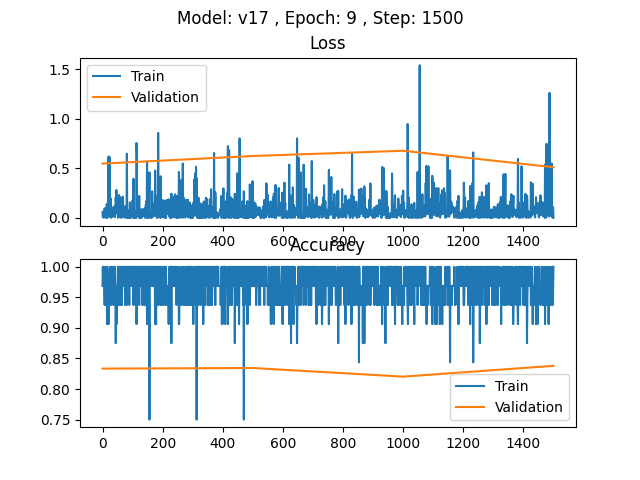 Model: v17 , Epoch: 9 , Step: 1500
Loss
1.5
1.0
0.5
0.0
Train
Validation
0 200 400 600 800 1000 1200 1400
Accuracy
1.00
0.95
0.90
0.85
0.80
0.75
Train
Validation
0 200 400 600 800 1000 1200 1400